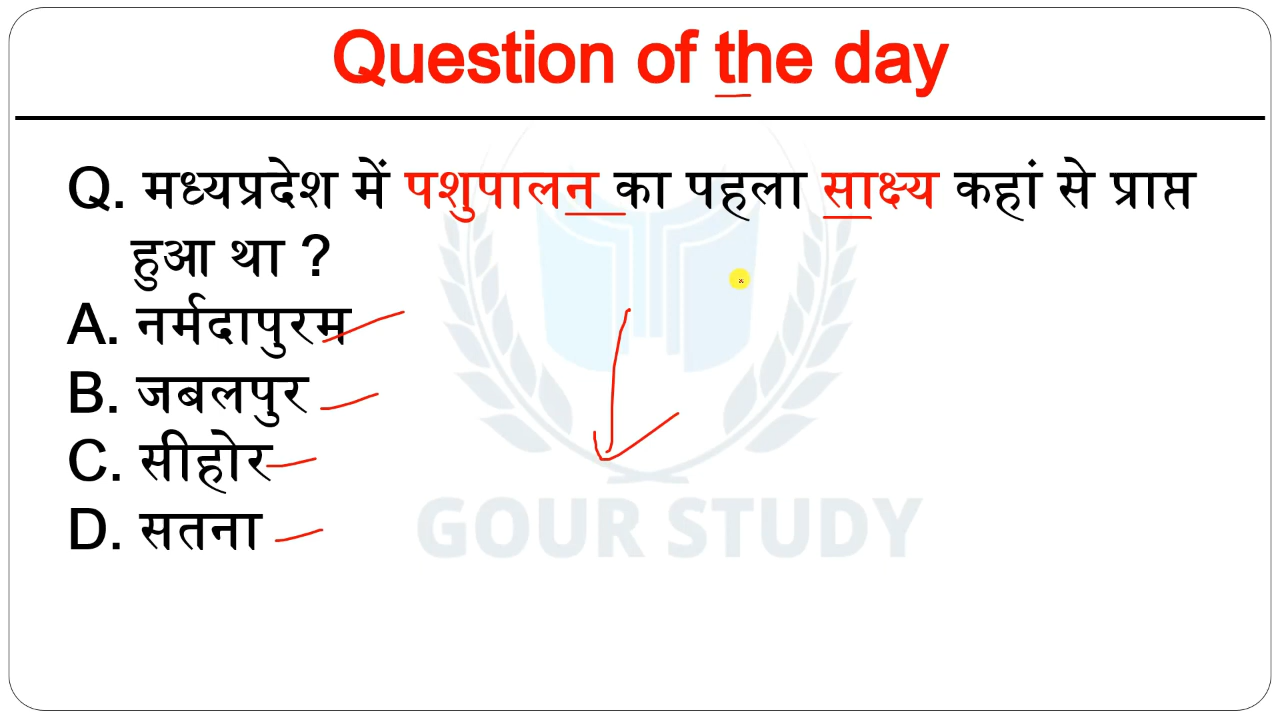 Question of the day
Q. मध्यप्रदेश में पशुपालन का पहला साक्ष्य कहां से प्राप्त
हुआ था ?
A. नर्मदापुरम
B. जबलपुर
C. सीहोर
D. सतना
GOUR STUDY